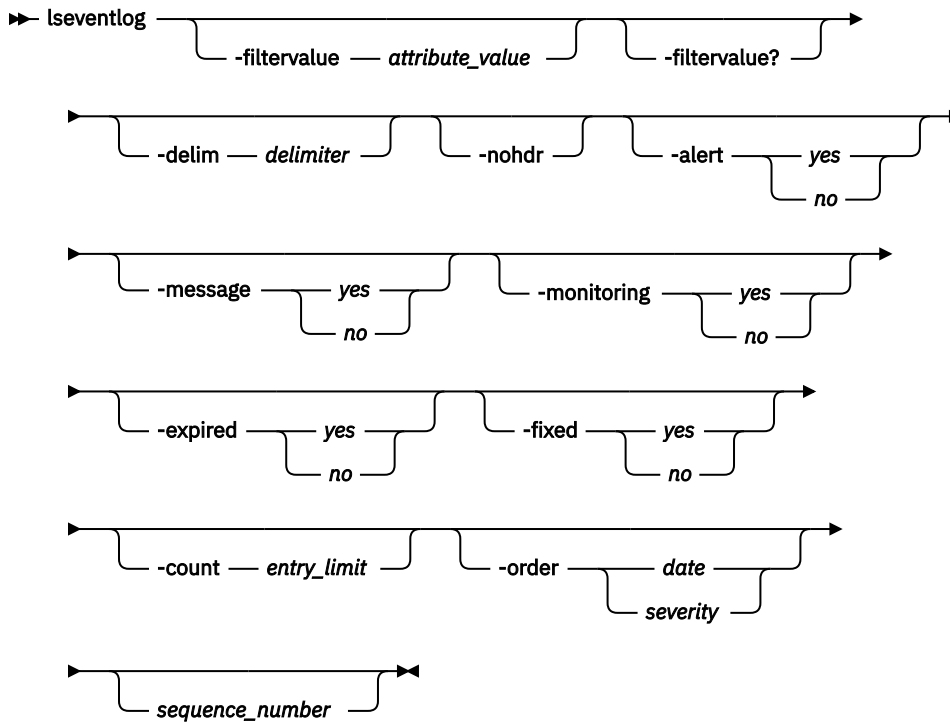 lseventlog
-filtervalue attribute_value -filtervalue?
-delim delimiter -nohdr -alert yes
no
-message yes -monitoring yes
no no
-expired yes -fixed yes
no no
-count entry_limit -order date
severity
sequence_number